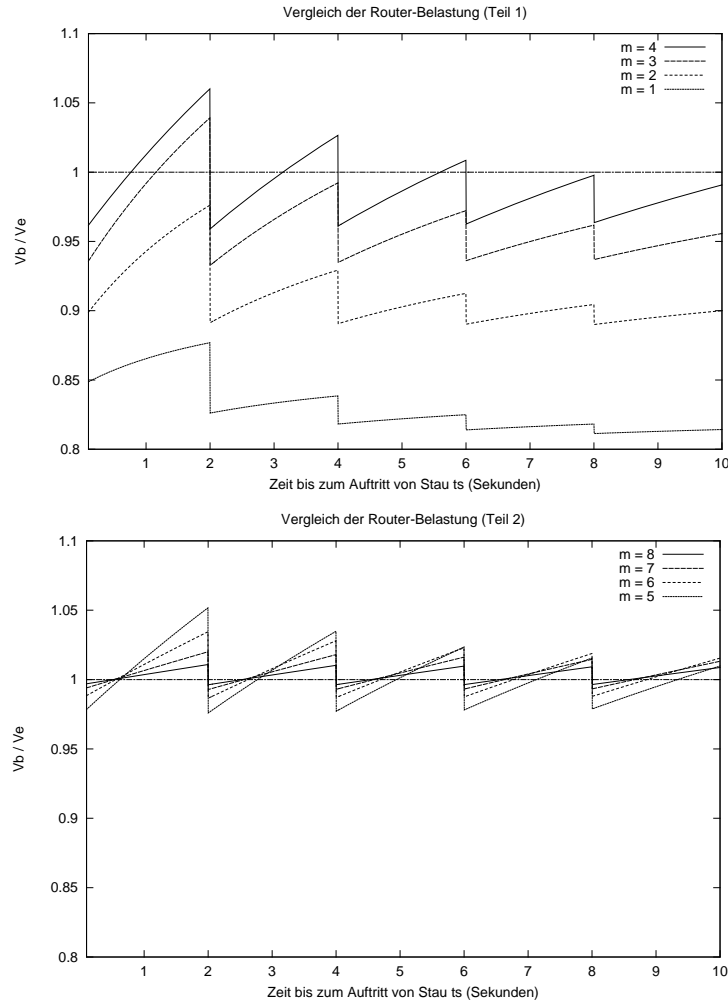 Vergleich der Router-Belastung (Teil 1)
1.1
1.05
1
0.95
0.9
0.85
0.8
Vb / Ve
m = 4
m = 3
m = 2
m = 1
1 2 3 4 5 6 7 8 9 10
Zeit bis zum Auftritt von Stau ts (Sekunden)
Vergleich der Router-Belastung (Teil 2)
1.1
1.05
1
0.95
0.9
0.85
0.8
Vb / Ve
m = 8
m = 7
m = 6
m = 5
1 2 3 4 5 6 7 8 9 10
Zeit bis zum Auftritt von Stau ts (Sekunden)